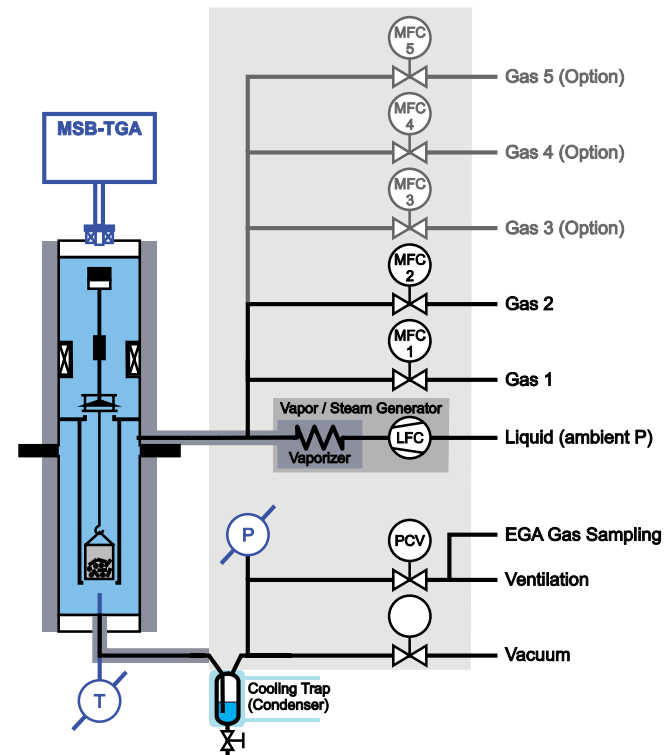 MFC
5
Gas 5 (Option)
MFC
4
Gas 4 (Option)
MSB-TGA
MFC
3
Gas 3 (Option)
MFC
2
Gas 2
MFC
1
Gas 1
Vapor / Steam Generator
LFC
Liquid (ambient P)
Vaporizer
P
PCV
EGA Gas Sampling
Ventilation
Vacuum
T
Cooling Trap
(Condenser)